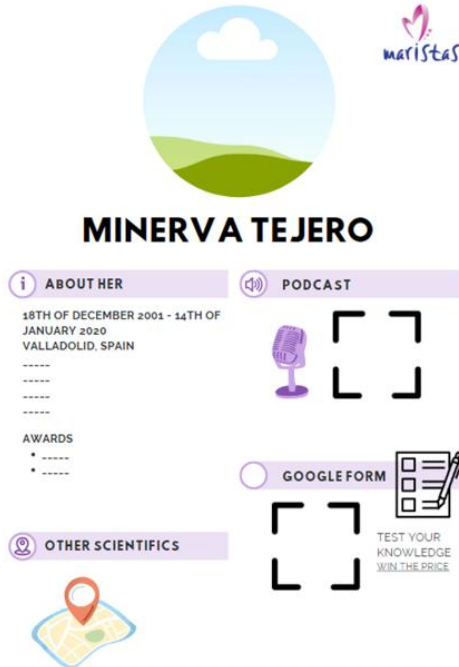 maristas
MINERVA TEJERO
ABOUT HER
18TH OF DECEMBER 2001 - 14TH OF
JANUARY 2020
VALLADOLID, SPAIN
-----
-----
-----
-----
AWARDS
• -----
• -----
OTHER SCIENTIFICS
PODCAST
GOOGLE FORM
TEST YOUR
KNOWLEDGE
WIN THE PRICE